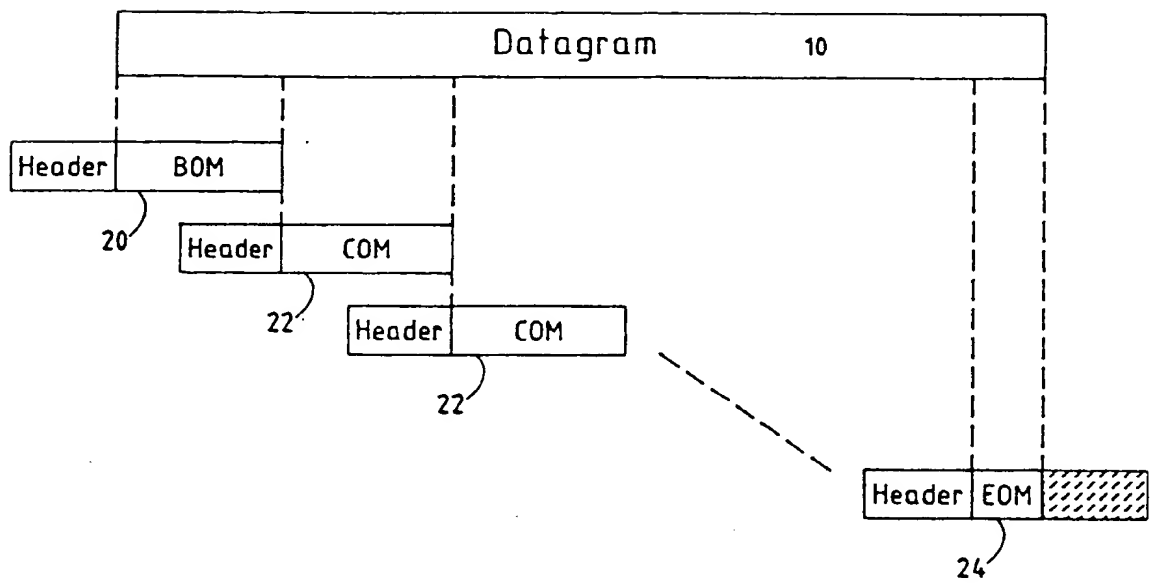 Datagram 10
Header BOM
20
Header COM
22
Header COM
22
Header EOM
24